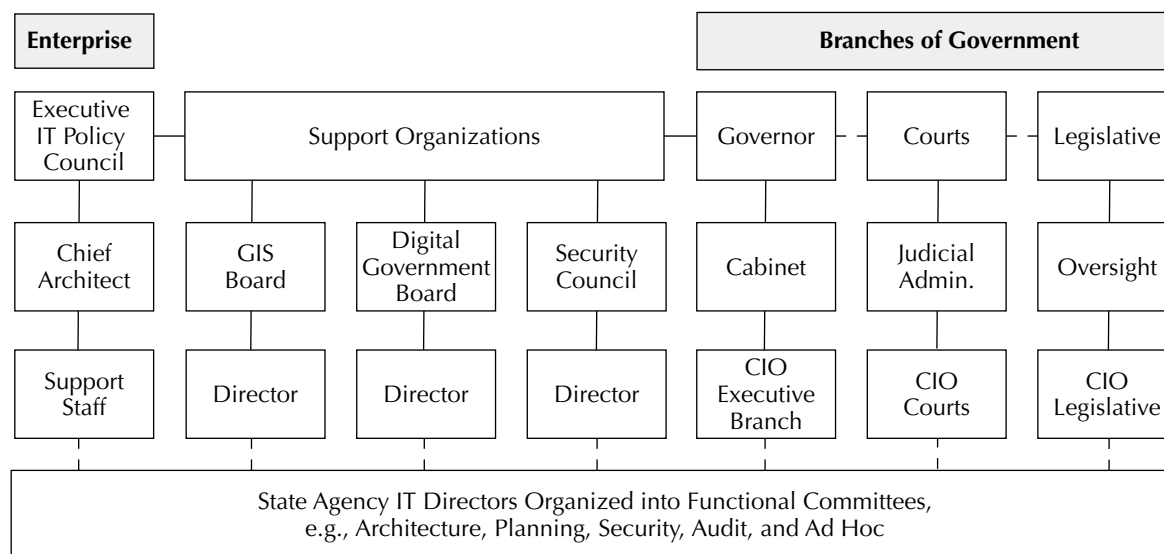 Enterprise
Branches of Government
Executive
IT Policy
Council
Support Organizations
Governor
Courts
Legislative
Chief
Architect
GIS
Board
Digital
Government
Board
Security
Council
Cabinet
Judicial
Admin.
Oversight
Support
Staff
Director
Director
Director
CIO
Executive
Branch
CIO
Courts
CIO
Legislative
State Agency IT Directors Organized into Functional Committees,
e.g., Architecture, Planning, Security, Audit, and Ad Hoc